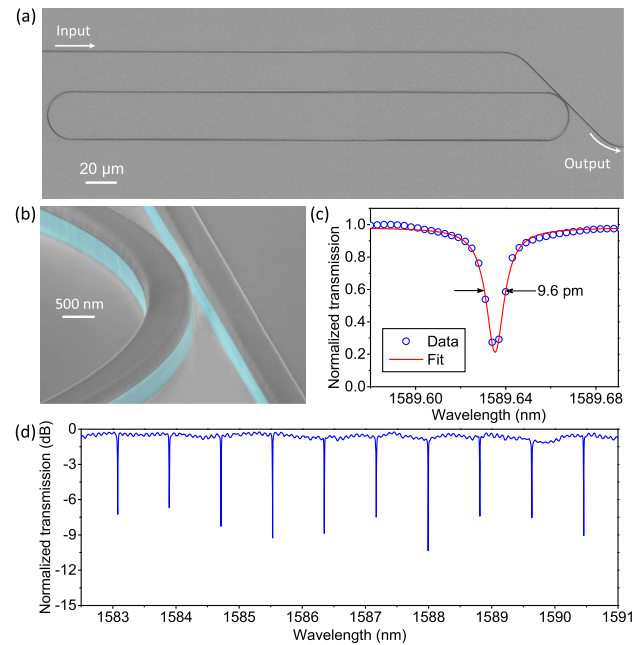 (a)
Input
20 μm
Output
(b)
500 nm
(c)
Normalized transmission
1.0
0.8
0.6
0.4
0.2
0.0
9.6 pm
Data
Fit
1589.60 1589.64 1589.68
Wavelength (nm)
(d)
Normalized transmission (dB)
0
-3
-6
-9
-12
-15
1583 1584 1585 1586 1587 1588 1589 1590 1591
Wavelength (nm)